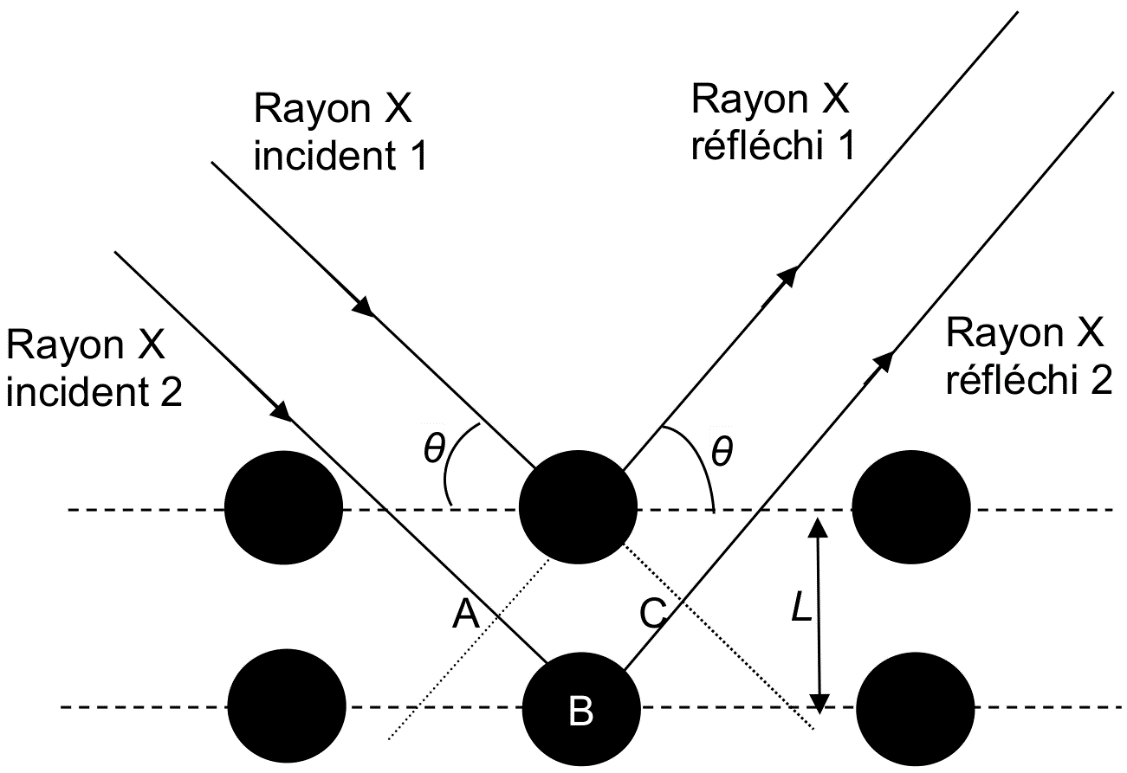 Rayon X
incident 1
Rayon X
réfléchi 1
Rayon X
incident 2
Rayon X
réfléchi 2
θ
θ
A
C
L
B